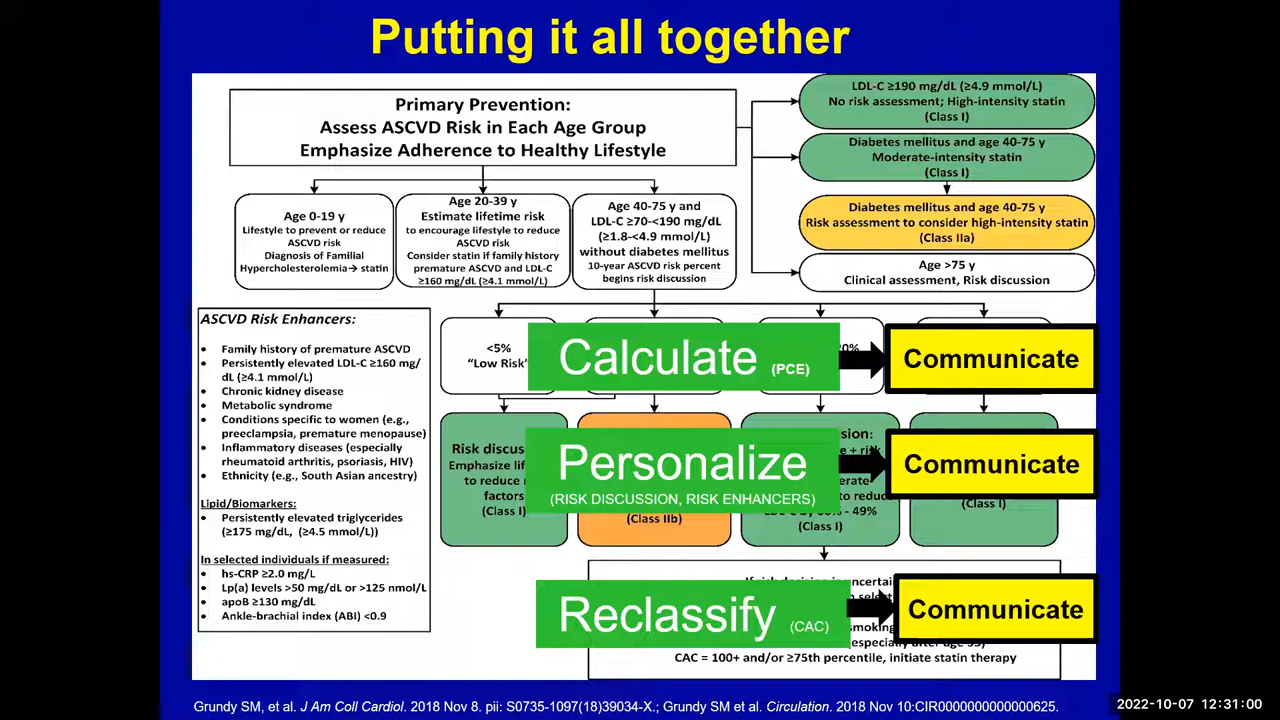 Putting it all together
Primary Prevention:
Assess ASCVD Risk in Each Age Group
Emphasize Adherence to Healthy Lifestyle
LDL-C ≥190 mg/dL (≥4.9 mmol/L)
No risk assessment; High-intensity statin
(Class I)
Diabetes mellitus and age 40-75 y
Moderate-intensity statin
(Class I)
Diabetes mellitus and age 40-75 y
Risk assessment to consider high-intensity statin
(Class IIa)
Age >75 y
Clinical assessment, Risk discussion
Age 0-19 y
Lifestyle to prevent or reduce
ASCVD risk
Diagnosis of Familial
Hypercholesterolemia→ statin
Age 20-39 y
Estimate lifetime risk
to encourage lifestyle to reduce
ASCVD risk
Consider statin if family history
premature ASCVD and LDL-C
≥160 mg/dL (≥4.1 mmol/L)
Age 40-75 y and
LDL-C ≥70-<190 mg/dL
(≥1.8-<4.9 mmol/L)
without diabetes mellitus
10-year ASCVD risk percent
begins risk discussion
ASCVD Risk Enhancers:
• Family history of premature ASCVD
• Persistently elevated LDL-C ≥160 mg/
dL (≥4.1 mmol/L)
• Chronic kidney disease
• Metabolic syndrome
• Conditions specific to women (e.g.,
preeclampsia, premature menopause)
• Inflammatory diseases (especially
rheumatoid arthritis, psoriasis, HIV)
• Ethnicity (e.g., South Asian ancestry)
Lipid/Biomarkers:
• Persistently elevated triglycerides
(≥175 mg/dL, (≥4.5 mmol/L))
In selected individuals if measured:
• hs-CRP ≥2.0 mg/L
• Lp(a) levels >50 mg/dL or >125 nmol/L
• apoB ≥130 mg/dL
• Ankle-brachial index (ABI) <0.9
<5%
"Low Risk"
Calculate (PCE)
Communicate
Risk
Emphasize
to reduce
factors
(Class I)
(Class IIb)
to
49%
(Class I)
(Class I)
Personalize
(RISK DISCUSSION, RISK ENHANCERS)
Communicate
If risk decision is
Reclassify (CAC)
Communicate
(especially after age 55)
CAC = 100+ and/or ≥75th percentile, initiate statin therapy
Grundy SM, et al. J Am Coll Cardiol. 2018 Nov 8. pii: S0735-1097(18)39034-X.; Grundy SM et al. Circulation. 2018 Nov 10:CIR0000000000000625.
2022-10-07 12:31:00